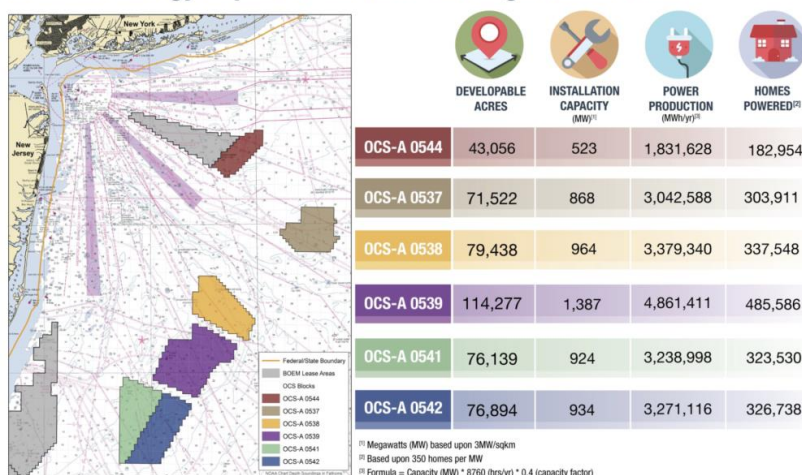 New York
New
Jersey
Federal/State Boundary
BOEM Lease Areas
OCS Blocks
OCS-A 0544
OCS-A 0537
OCS-A 0538
OCS-A 0539
OCS-A 0541
OCS-A 0542
DEVELOPABLE ACRES
INSTALLATION CAPACITY (MW)[1]
POWER PRODUCTION (MWh/yr)[3]
HOMES POWERED[2]
OCS-A 0544 43,056 523 1,831,628 182,954
OCS-A 0537 71,522 868 3,042,588 303,911
OCS-A 0538 79,438 964 3,379,340 337,548
OCS-A 0539 114,277 1,387 4,861,411 485,586
OCS-A 0541 76,139 924 3,238,998 323,530
OCS-A 0542 76,894 934 3,271,116 326,738
[1] Megawatts (MW) based upon 3MW/sqkm
[2] Based upon 350 homes per MW
[3] Formula = Capacity (MW) * 8760 (hrs/yr) * 0.4 (capacity factor)